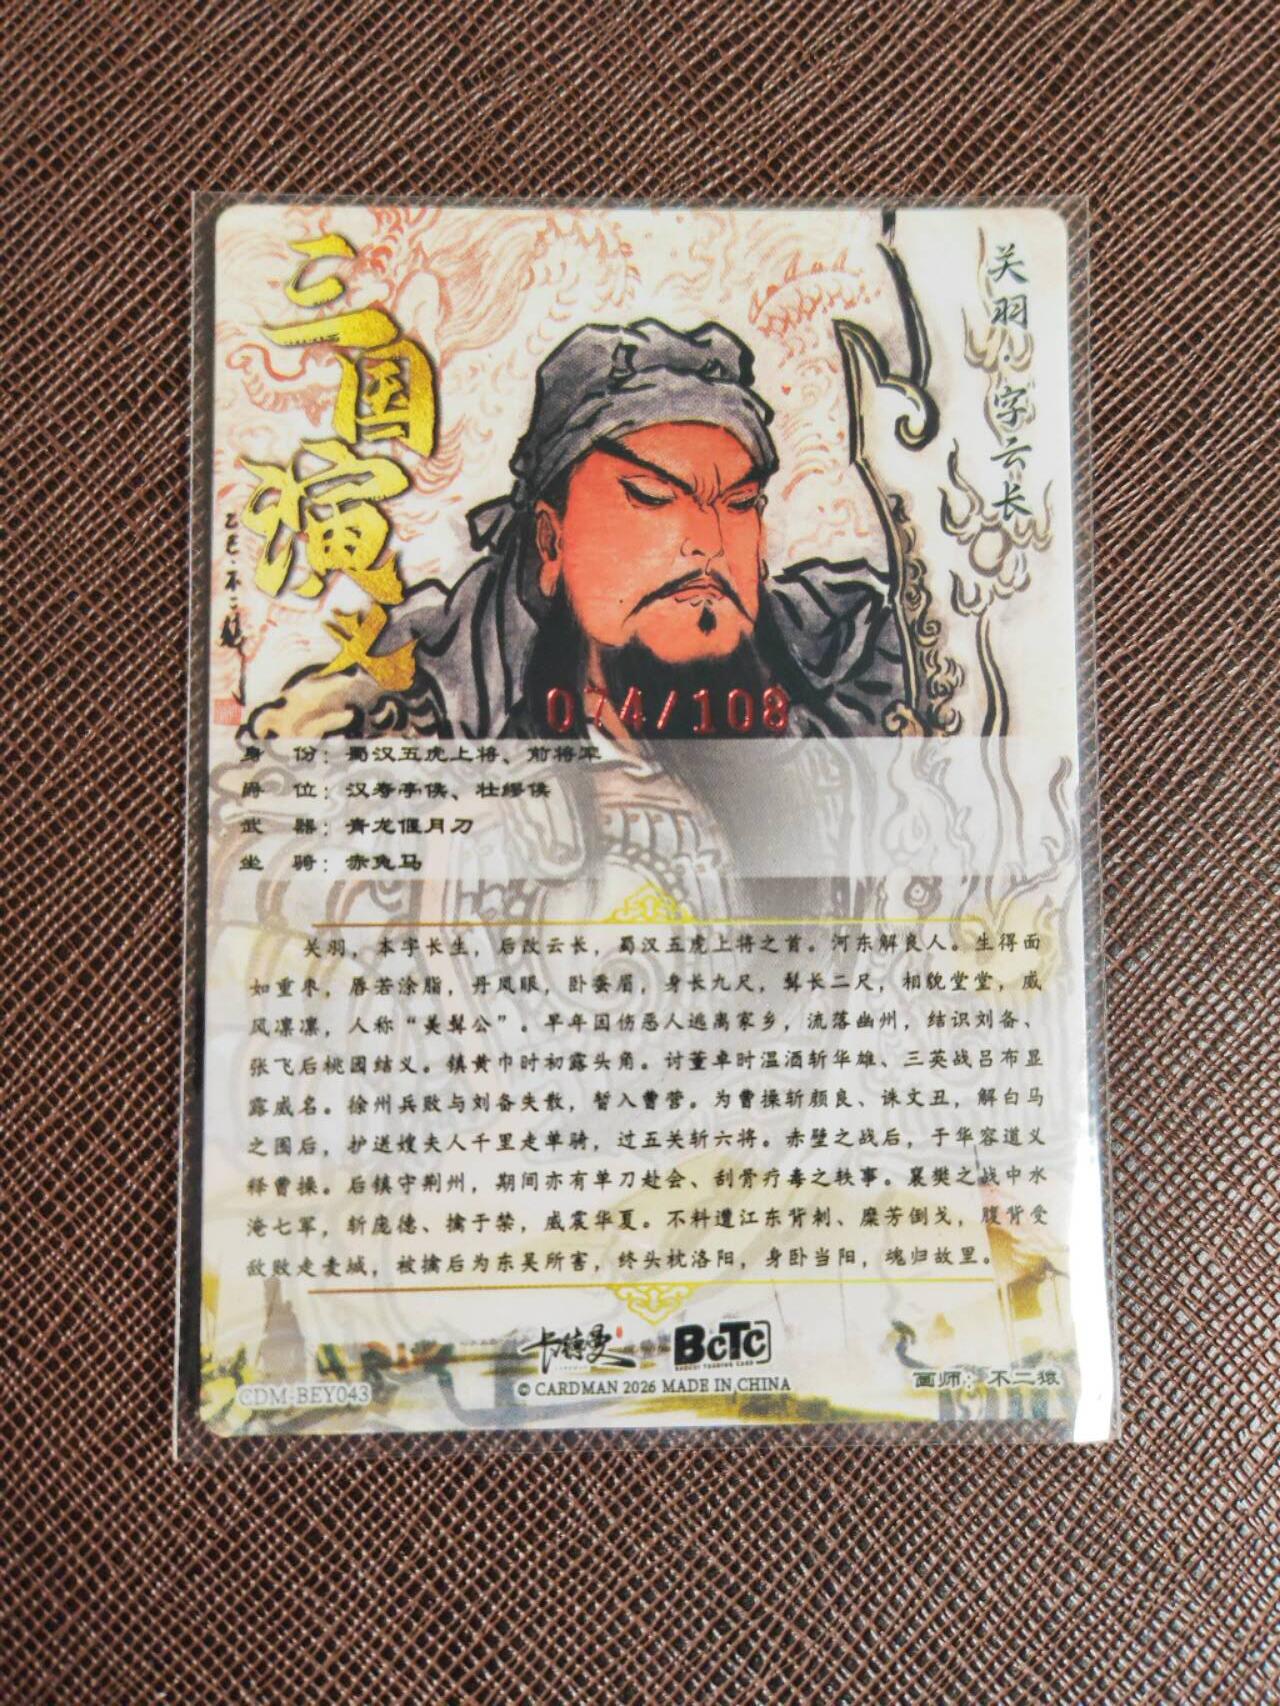 三国演义
关羽·字云长
乙巳·不二猿
074/108
身 份：蜀汉五虎上将、前将军
爵 位：汉寿亭侯、壮缪侯
武 器：青龙偃月刀
坐 骑：赤兔马
关羽，本字长生，后改云长，蜀汉五虎上将之首。河东解良人。生得面
如重枣，唇若涂脂，丹凤眼，卧蚕眉，身长九尺，髯长二尺，相貌堂堂，威
风凛凛，人称“美髯公”。早年因伤恶人逃离家乡，流落幽州，结识刘备、
张飞后桃园结义。镇黄巾时初露头角。讨董卓时温酒斩华雄、三英战吕布显
露威名。徐州兵败与刘备失散，暂入曹营。为曹操斩颜良、诛文丑，解白马
之围后，护送嫂夫人千里走单骑，过五关斩六将。赤壁之战后，于华容道义
释曹操。后镇守荆州，期间亦有单刀赴会、刮骨疗毒之轶事。襄樊之战中水
淹七军，斩庞德、擒于禁，威震华夏。不料遭江东背刺、糜芳倒戈，腹背受
敌败走麦城，被擒后为东吴所害，终头枕洛阳，身卧当阳，魂归故里。
卡德曼
BCTC
CDM-BEY043
© CARDMAN 2026 MADE IN CHINA
画师：不二猿